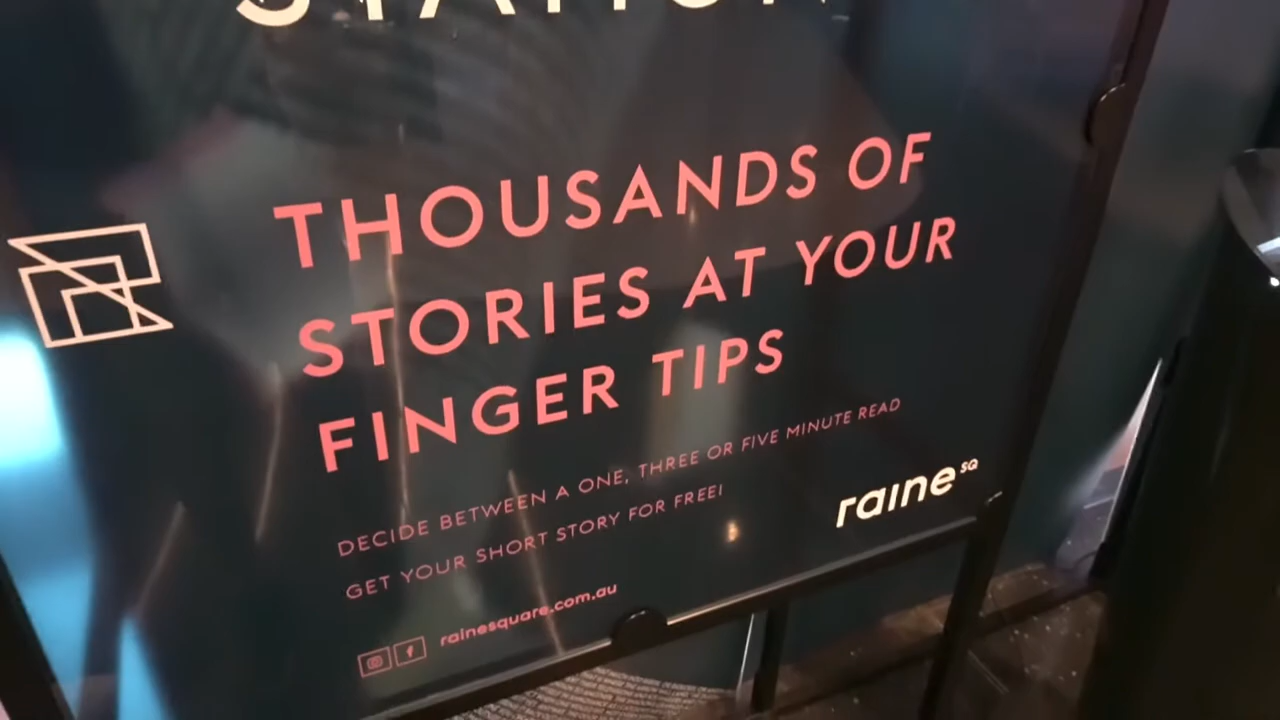 THOUSANDS OF
STORIES AT YOUR
FINGER TIPS
DECIDE BETWEEN A ONE, THREE OR FIVE MINUTE READ
GET YOUR SHORT STORY FOR FREE!
raine SQ
rainesquare.com.au